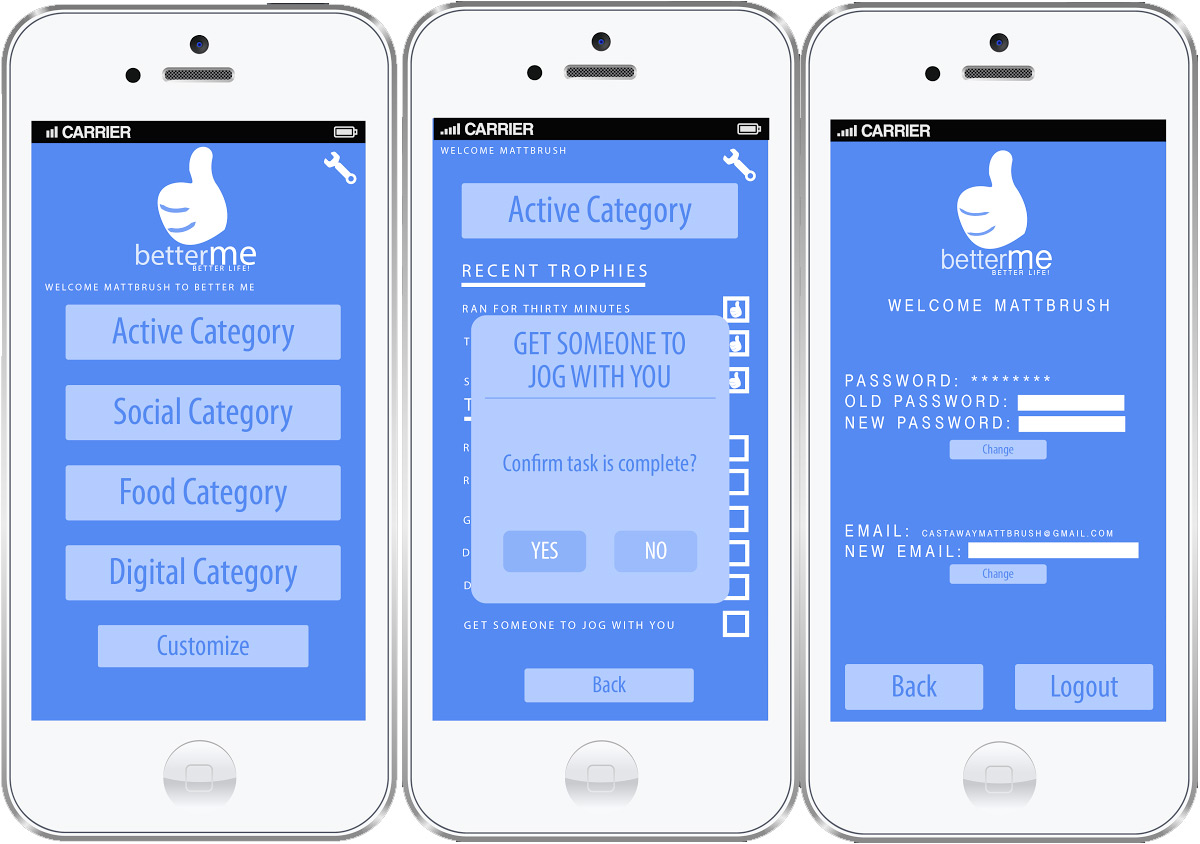 CARRIER
betterme
BETTER LIFE!
WELCOME MATTBRUSH TO BETTER ME
Active Category
Social Category
Food Category
Digital Category
Customize
CARRIER
WELCOME MATTBRUSH
Active Category
RECENT TROPHIES
RAN FOR THIRTY MINUTES
T
S
T
R
R
G
D
D
GET SOMEONE TO
JOG WITH YOU
Confirm task is complete?
YES NO
GET SOMEONE TO JOG WITH YOU
Back
CARRIER
betterme
BETTER LIFE!
WELCOME MATTBRUSH
PASSWORD: ********
OLD PASSWORD:
NEW PASSWORD:
Change
EMAIL: CASTAWAYMATTBRUSH@GMAIL.COM
NEW EMAIL:
Change
Back Logout